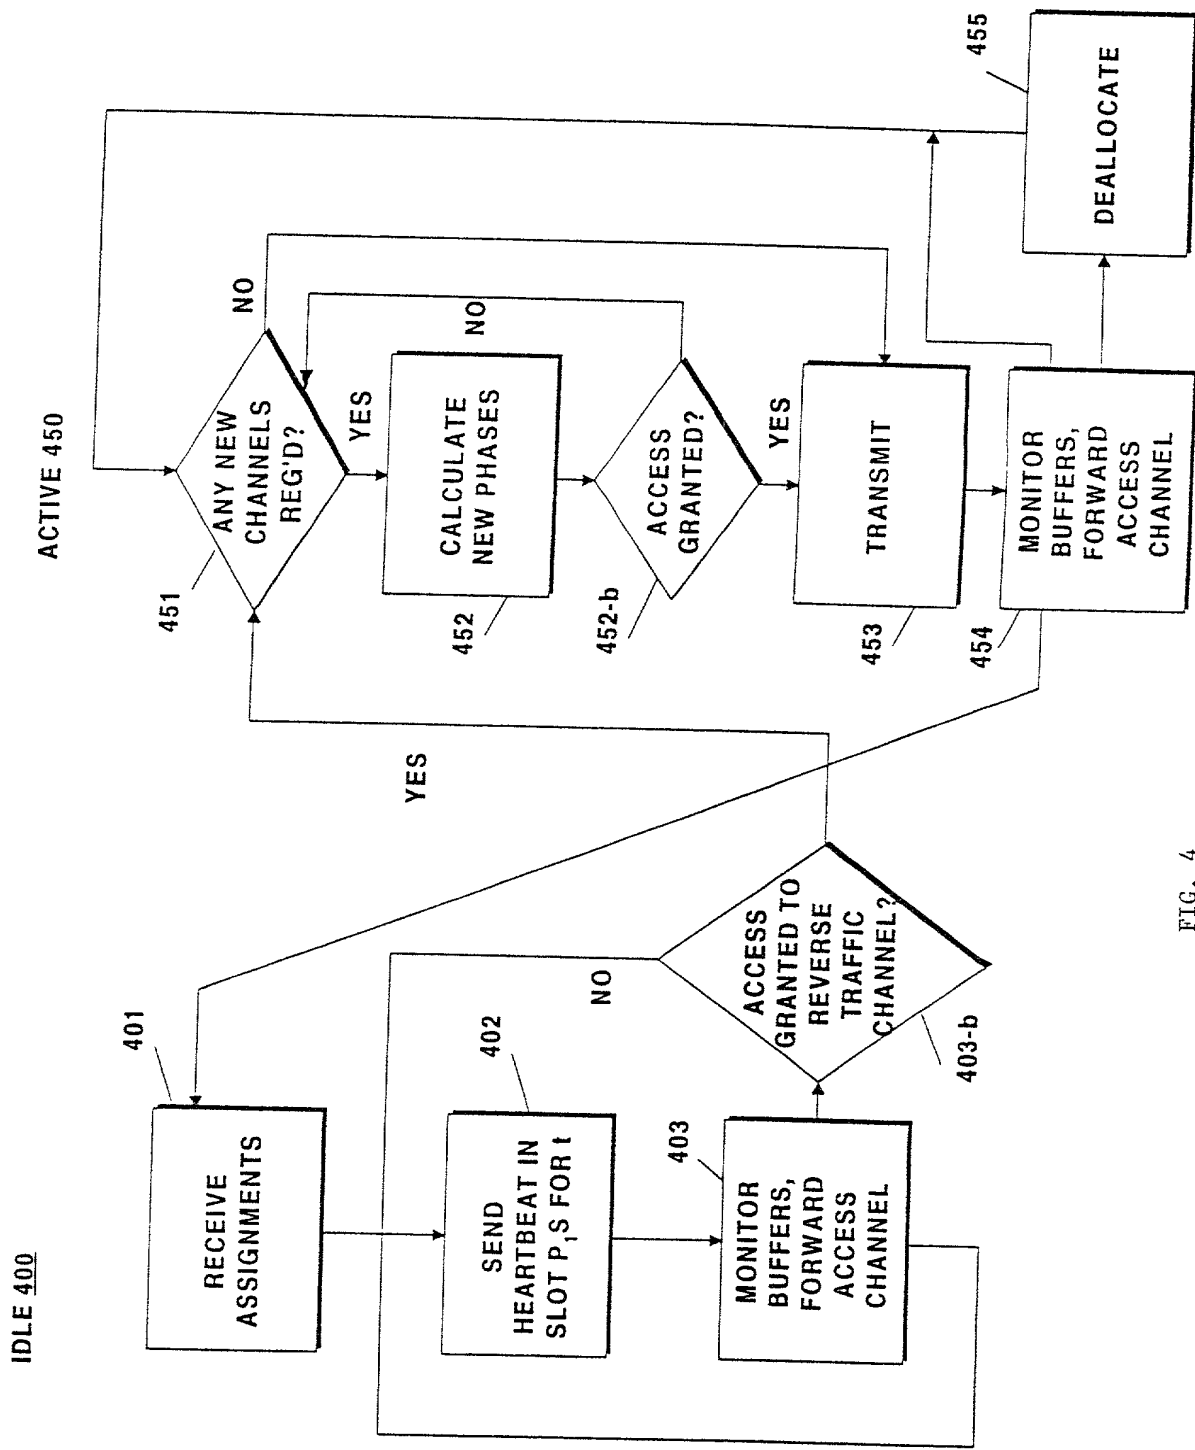 IDLE 400
401
RECEIVE
ASSIGNMENTS
402
SEND
HEARTBEAT IN
SLOT P,S FOR t
403
MONITOR
BUFFERS,
FORWARD
ACCESS
CHANNEL
NO
ACCESS
GRANTED TO
REVERSE
TRAFFIC
CHANNEL?
403-b
YES
ACTIVE 450
451
ANY NEW
CHANNELS
REG'D?
NO
YES
452
CALCULATE
NEW PHASES
NO
452-b
ACCESS
GRANTED?
YES
453
TRANSMIT
454
MONITOR
BUFFERS,
FORWARD
ACCESS
CHANNEL
455
DEALLOCATE
FIG. 4